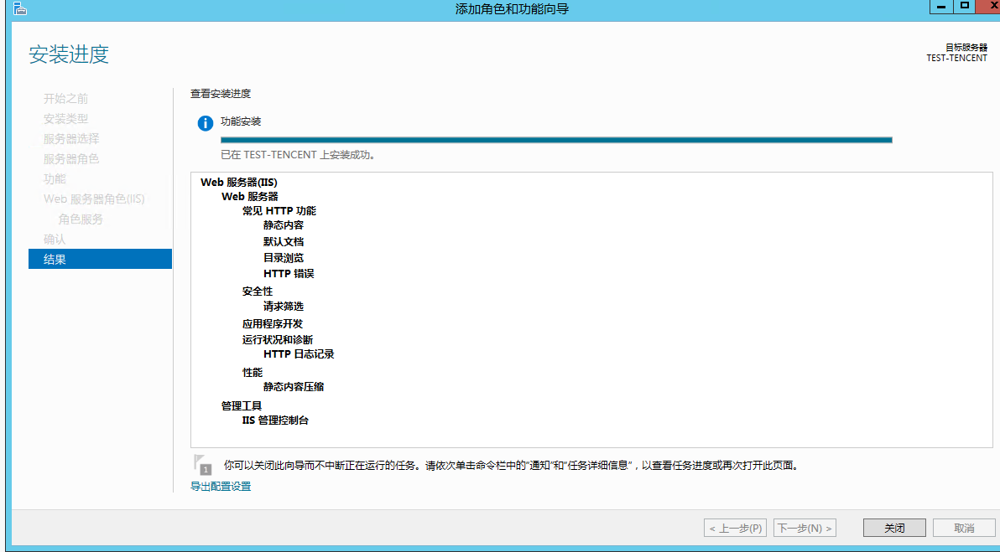 添加角色和功能向导
安装进度
目标服务器
TEST-TENCENT
开始之前
安装类型
服务器选择
服务器角色
功能
Web 服务器角色(IIS)
角色服务
确认
结果
查看安装进度
功能安装
已在 TEST-TENCENT 上安装成功。
Web 服务器(IIS)
Web 服务器
常见 HTTP 功能
静态内容
默认文档
目录浏览
HTTP 错误
安全性
请求筛选
应用程序开发
运行状况和诊断
HTTP 日志记录
性能
静态内容压缩
管理工具
IIS 管理控制台
1
你可以关闭此向导而不中断正在运行的任务。请依次单击命令栏中的"通知"和"任务详细信息"，以查看任务进度或再次打开此页面。
导出配置设置
< 上一步(P)
下一步(N) >
关闭
取消